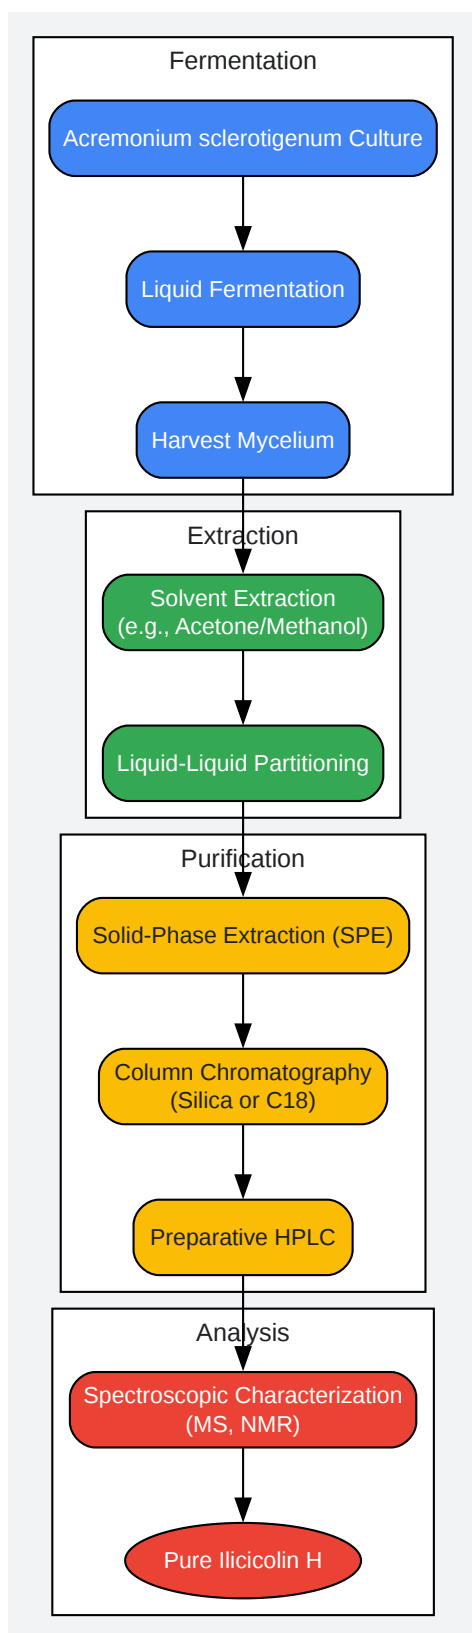 Fermentation
Acremonium sclerotigenum Culture
Liquid Fermentation
Harvest Mycelium
Extraction
Solvent Extraction
(e.g., Acetone/Methanol)
Liquid-Liquid Partitioning
Purification
Solid-Phase Extraction (SPE)
Column Chromatography
(Silica or C18)
Preparative HPLC
Analysis
Spectroscopic Characterization
(MS, NMR)
Pure Ilicicolin H